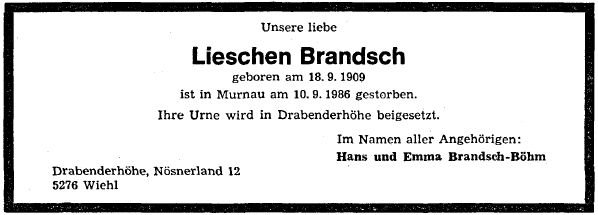 Unsere liebe
Lieschen Brandsch
geboren am 18. 9. 1909
ist in Murnau am 10. 9. 1986 gestorben.
Ihre Urne wird in Drabenderhöhe beigesetzt.
Im Namen aller Angehörigen:
Hans und Emma Brandsch-Böhm
Drabenderhöhe, Nösnerland 12
5276 Wiehl